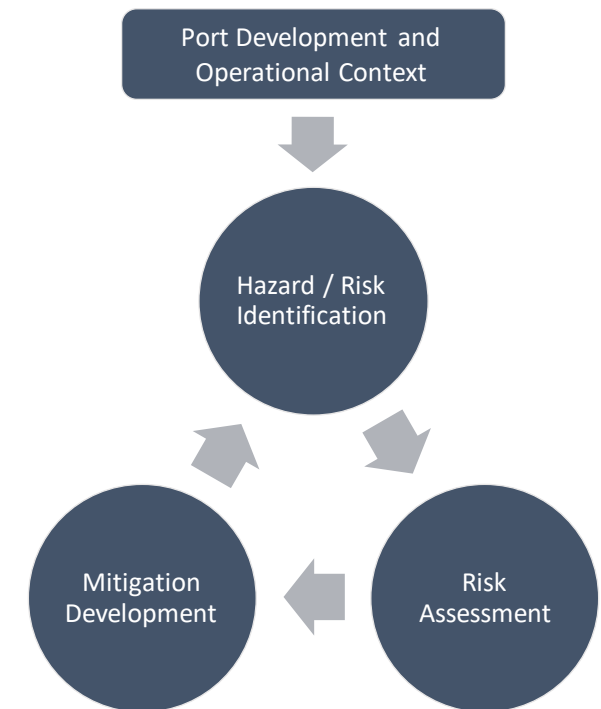 Port Development and
Operational Context
Hazard / Risk
Identification
Mitigation
Development
Risk
Assessment